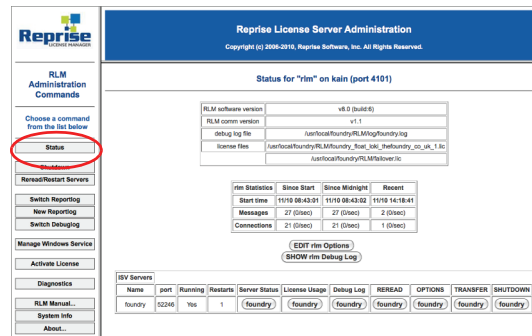 Reprise
LICENSE MANAGER
RLM
Administration
Commands
Choose a command
from the list below
Status
Shutdown
Reread/Restart Servers
Switch Reportlog
New Reportlog
Switch Debuglog
Manage Windows Service
Activate License
Diagnostics
RLM Manual...
System Info
About...
Reprise License Server Administration
Copyright (c) 2006-2010, Reprise Software, Inc. All Rights Reserved.
Status for "rlm" on kain (port 4101)
RLM software version v8.0 (build:6)
RLM comm version v1.1
debug log file /usr/local/foundry/RLM/log/foundry.log
license files /usr/local/foundry/RLM/foundry_float_loki_thefoundry_co_uk_1.lic
/usr/local/foundry/RLM/failover.lic
rlm Statistics Since Start Since Midnight Recent
Start time 11/10 08:43:01 11/10 08:43:02 11/10 14:18:41
Messages 27 (0/sec) 27 (0/sec) 2 (0/sec)
Connections 21 (0/sec) 21 (0/sec) 1 (0/sec)
EDIT rlm Options
SHOW rlm Debug Log
ISV Servers
Name port Running Restarts Server Status License Usage Debug Log REREAD OPTIONS TRANSFER SHUTDOWN
foundry 52246 Yes 1 foundry foundry foundry foundry foundry foundry foundry